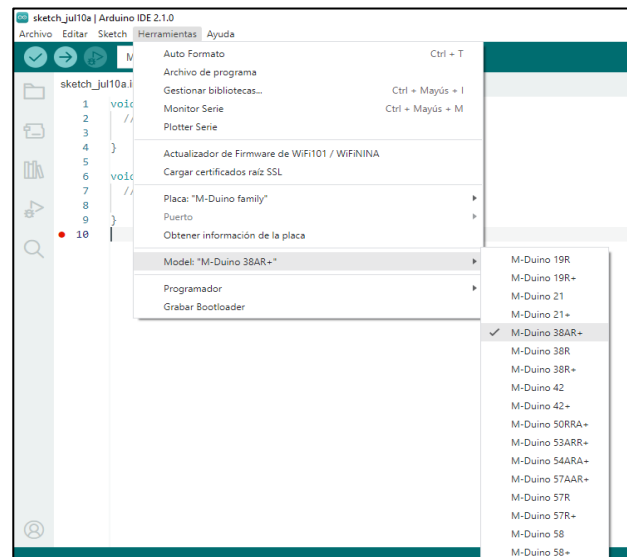 sketch_jul10a | Arduino IDE 2.1.0
Archivo Editar Sketch Herramientas Ayuda
M
Auto Formato Ctrl + T
Archivo de programa
Gestionar bibliotecas... Ctrl + Mayús + I
Monitor Serie Ctrl + Mayús + M
Plotter Serie
Actualizador de Firmware de WiFi101 / WiFiNINA
Cargar certificados raíz SSL
Placa: "M-Duino family"
Puerto
Obtener información de la placa
Model: "M-Duino 38AR+"
Programador
Grabar Bootloader
sketch_jul10a.i
1 void
2 //
3
4 }
5
6 void
7 //
8
9 }
10
M-Duino 19R
M-Duino 19R+
M-Duino 21
M-Duino 21+
M-Duino 38AR+
M-Duino 38R
M-Duino 38R+
M-Duino 42
M-Duino 42+
M-Duino 50RRA+
M-Duino 53ARR+
M-Duino 54ARA+
M-Duino 57AAR+
M-Duino 57R
M-Duino 57R+
M-Duino 58
M-Duino 58+